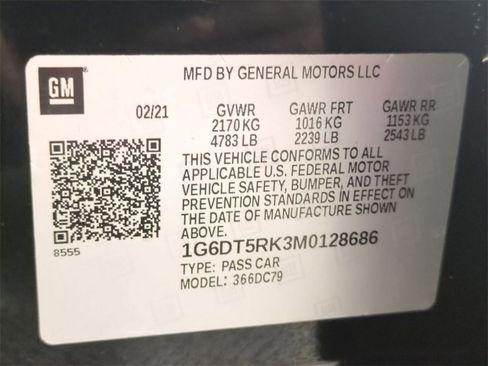 GM
MFD BY GENERAL MOTORS LLC
02/21 GVWR GAWR FRT GAWR RR
2170 KG 1016 KG 1153 KG
4783 LB 2239 LB 2543 LB
THIS VEHICLE CONFORMS TO ALL
APPLICABLE U.S. FEDERAL MOTOR
VEHICLE SAFETY, BUMPER, AND THEFT
PREVENTION STANDARDS IN EFFECT ON
THE DATE OF MANUFACTURE SHOWN
ABOVE.
8555
1G6DT5RK3M0128686
TYPE: PASS CAR
MODEL: 366DC79